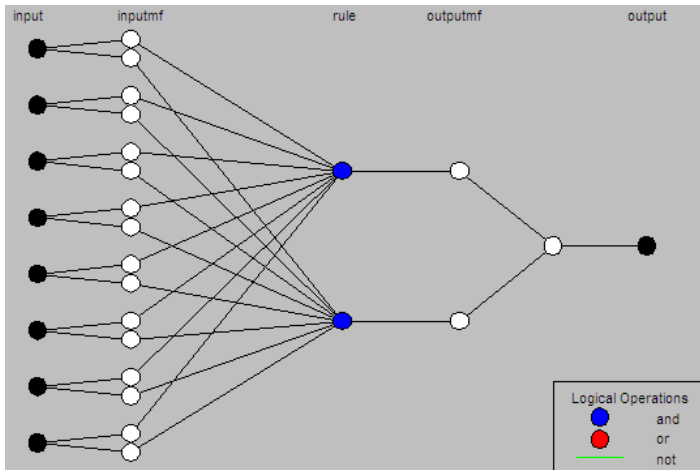 input inputmf rule outputmf output
Logical Operations
and
or
not